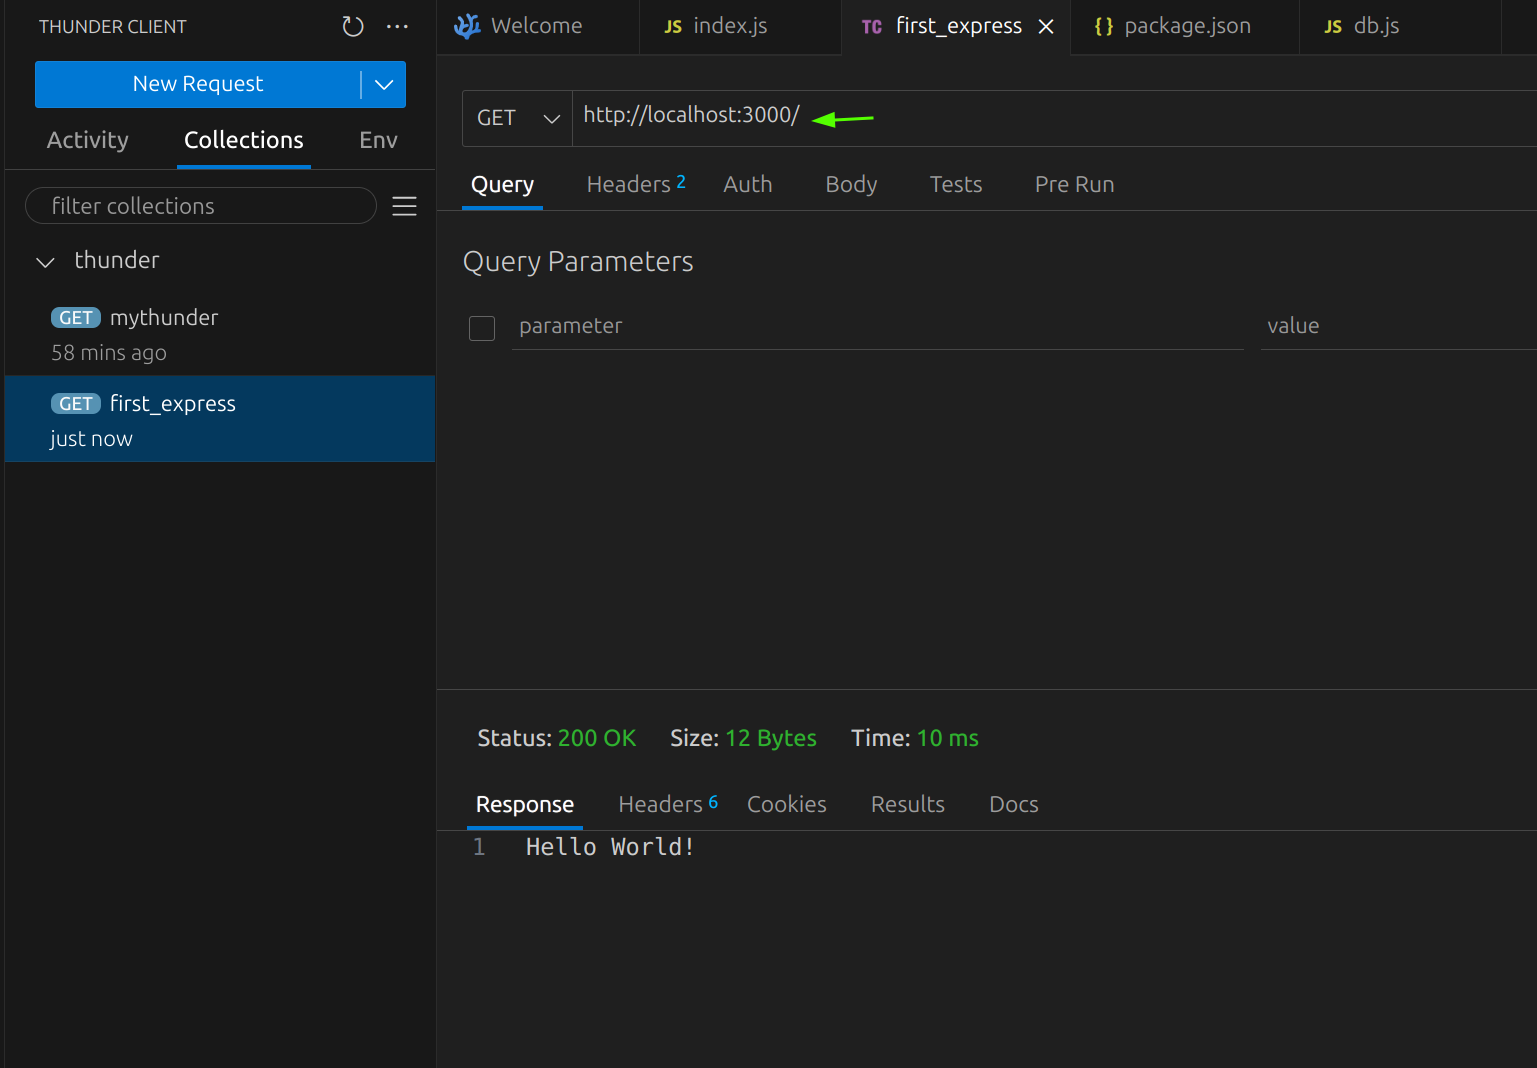 THUNDER CLIENT
New Request
Activity Collections Env
filter collections
thunder
GET mythunder
58 mins ago
GET first_express
just now
Welcome JS index.js TC first_express {} package.json JS db.js
GET http://localhost:3000/
Query Headers 2 Auth Body Tests Pre Run
Query Parameters
parameter value
Status: 200 OK Size: 12 Bytes Time: 10 ms
Response Headers 6 Cookies Results Docs
1 Hello World!